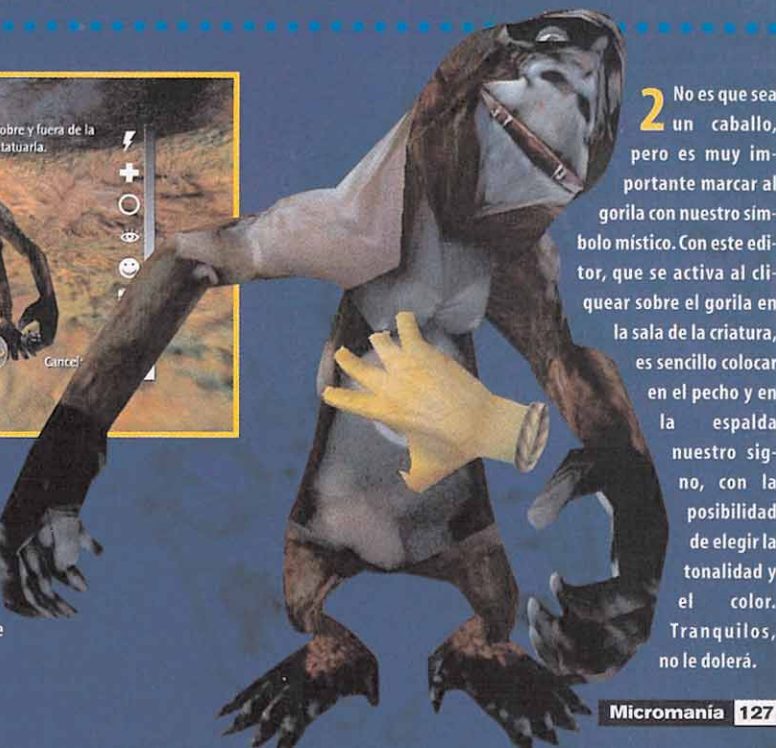 obre y fuera de la
tatuaria.
Cancel
e
2 No es que sea
un caballo,
pero es muy im-
portante marcar al
gorila con nuestro sím-
bolo místico. Con este edi-
tor, que se activa al cli-
quear sobre el gorila en
la sala de la criatura,
es sencillo colocar
en el pecho y en
la espalda
nuestro sig-
no, con la
posibilidad
de elegir la
tonalidad y
el color.
Tranquilos,
no le dolerá.
Micromanía 127